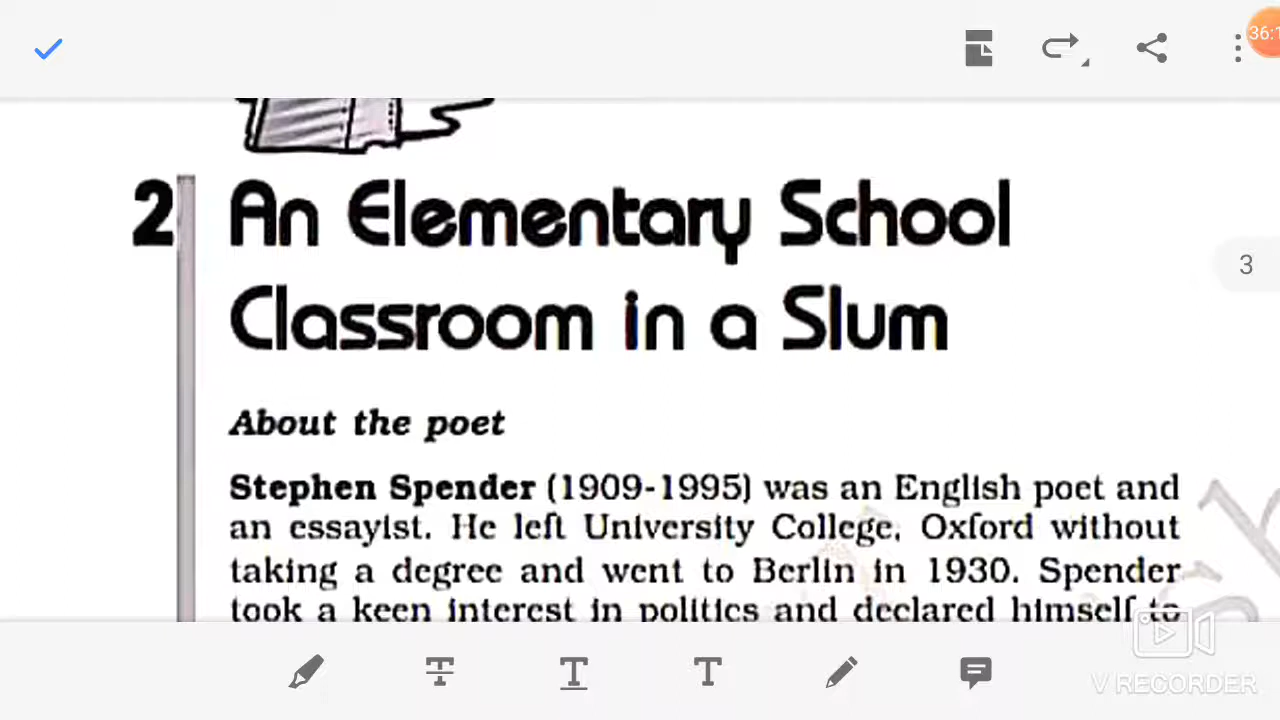 36:1
2 An Elementary School
Classroom in a Slum
3
About the poet
Stephen Spender (1909-1995) was an English poet and
an essayist. He left University College, Oxford without
taking a degree and went to Berlin in 1930. Spender
took a keen interest in politics and declared himself to
T T T
V RECORDER